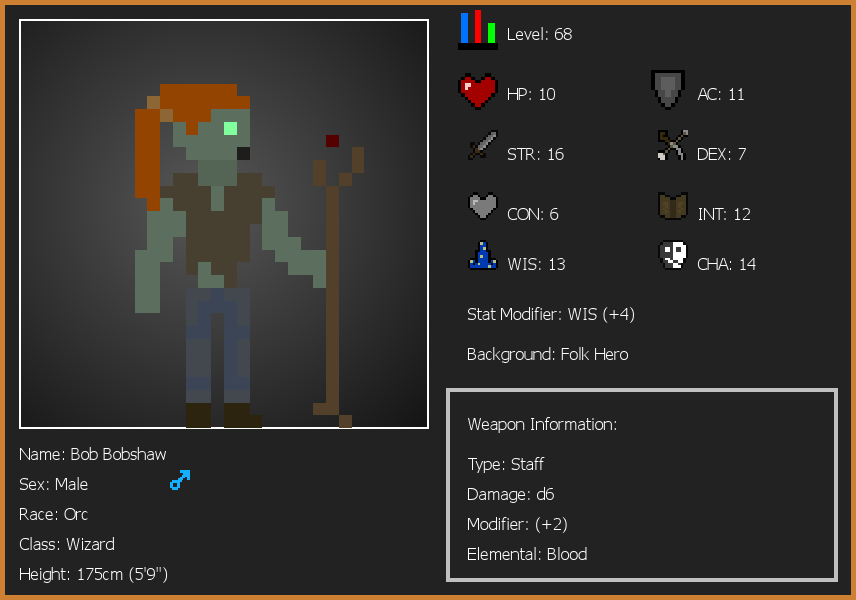 Level: 68
HP: 10
AC: 11
STR: 16
DEX: 7
CON: 6
INT: 12
WIS: 13
CHA: 14
Stat Modifier: WIS (+4)
Background: Folk Hero
Weapon Information:
Type: Staff
Damage: d6
Modifier: (+2)
Elemental: Blood
Name: Bob Bobshaw
Sex: Male
Race: Orc
Class: Wizard
Height: 175cm (5'9")